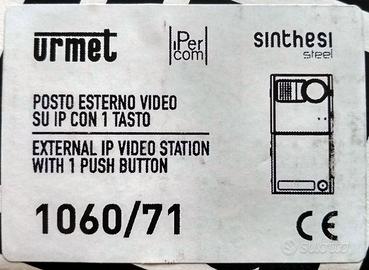 urmet
iPer
com
sinthesi
steel
POSTO ESTERNO VIDEO
SU IP CON 1 TASTO
EXTERNAL IP VIDEO STATION
WITH 1 PUSH BUTTON
1060/71
CE
subito